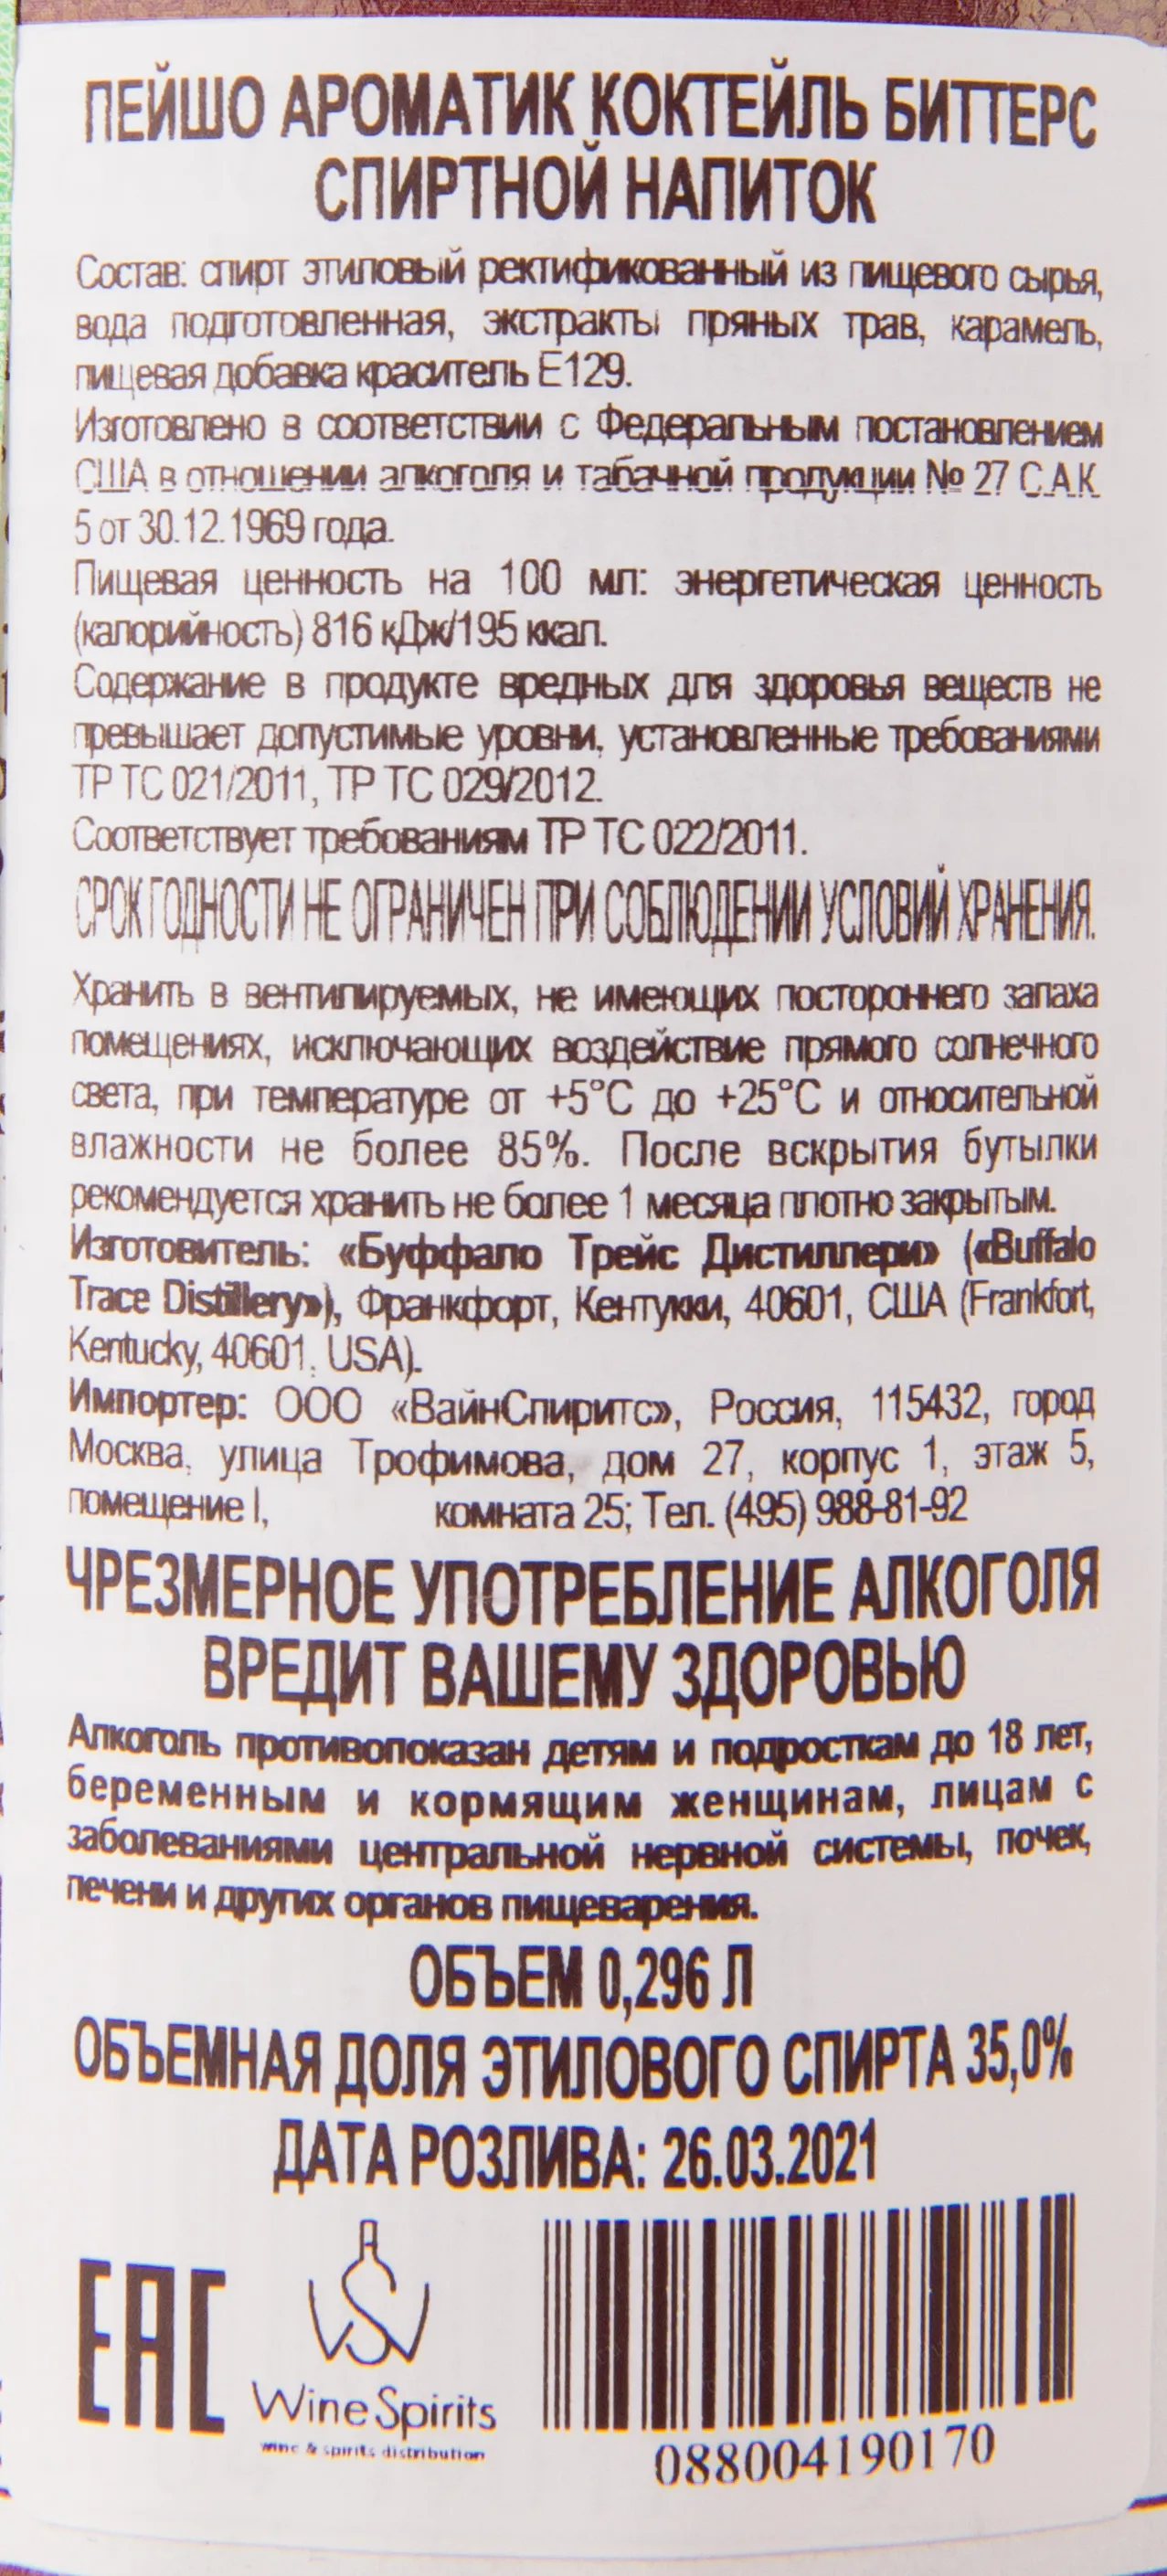 ПЕЙШО АРОМАТИК КОКТЕЙЛЬ БИТТЕРС
СПИРТНОЙ НАПИТОК
Состав: спирт этиловый ректификованный из пищевого сырья,
вода подготовленная, экстракты пряных трав, карамель,
пищевая добавка краситель Е129.
Изготовлено в соответствии с Федеральным постановлением
США в отношении алкоголя и табачной продукции № 27 С.А.К
5 от 30.12.1969 года.
Пищевая ценность на 100 мл: энергетическая ценность
(калорийность) 816 кДж/195 ккал.
Содержание в продукте вредных для здоровья веществ не
превышает допустимые уровни, установленные требованиями
ТР ТС 021/2011, ТР ТС 029/2012.
Соответствует требованиям ТР ТС 022/2011.
СРОК ГОДНОСТИ НЕ ОГРАНИЧЕН ПРИ СОБЛЮДЕНИИ УСЛОВИЙ ХРАНЕНИЯ.
Хранить в вентилируемых, не имеющих постороннего запаха
помещениях, исключающих воздействие прямого солнечного
света, при температуре от +5°С до +25°С и относительной
влажности не более 85%. После вскрытия бутылки
рекомендуется хранить не более 1 месяца плотно закрытым.
Изготовитель: «Буффало Трейс Дистиллери» («Buffalo
Trace Distillery»), Франкфорт, Кентукки, 40601, США (Frankfort,
Kentucky, 40601, USA).
Импортер: ООО «ВайнСпиритс», Россия, 115432, город
Москва, улица Трофимова, дом 27, корпус 1, этаж 5,
помещение I, комната 25; Тел. (495) 988-81-92
ЧРЕЗМЕРНОЕ УПОТРЕБЛЕНИЕ АЛКОГОЛЯ
ВРЕДИТ ВАШЕМУ ЗДОРОВЬЮ
Алкоголь противопоказан детям и подросткам до 18 лет,
беременным и кормящим женщинам, лицам с
заболеваниями центральной нервной системы, почек,
печени и других органов пищеварения.
ОБЪЕМ 0,296 Л
ОБЪЕМНАЯ ДОЛЯ ЭТИЛОВОГО СПИРТА 35,0%
ДАТА РОЗЛИВА: 26.03.2021
ЕАС
WineSpirits
wine & spirits distribution
088004190170